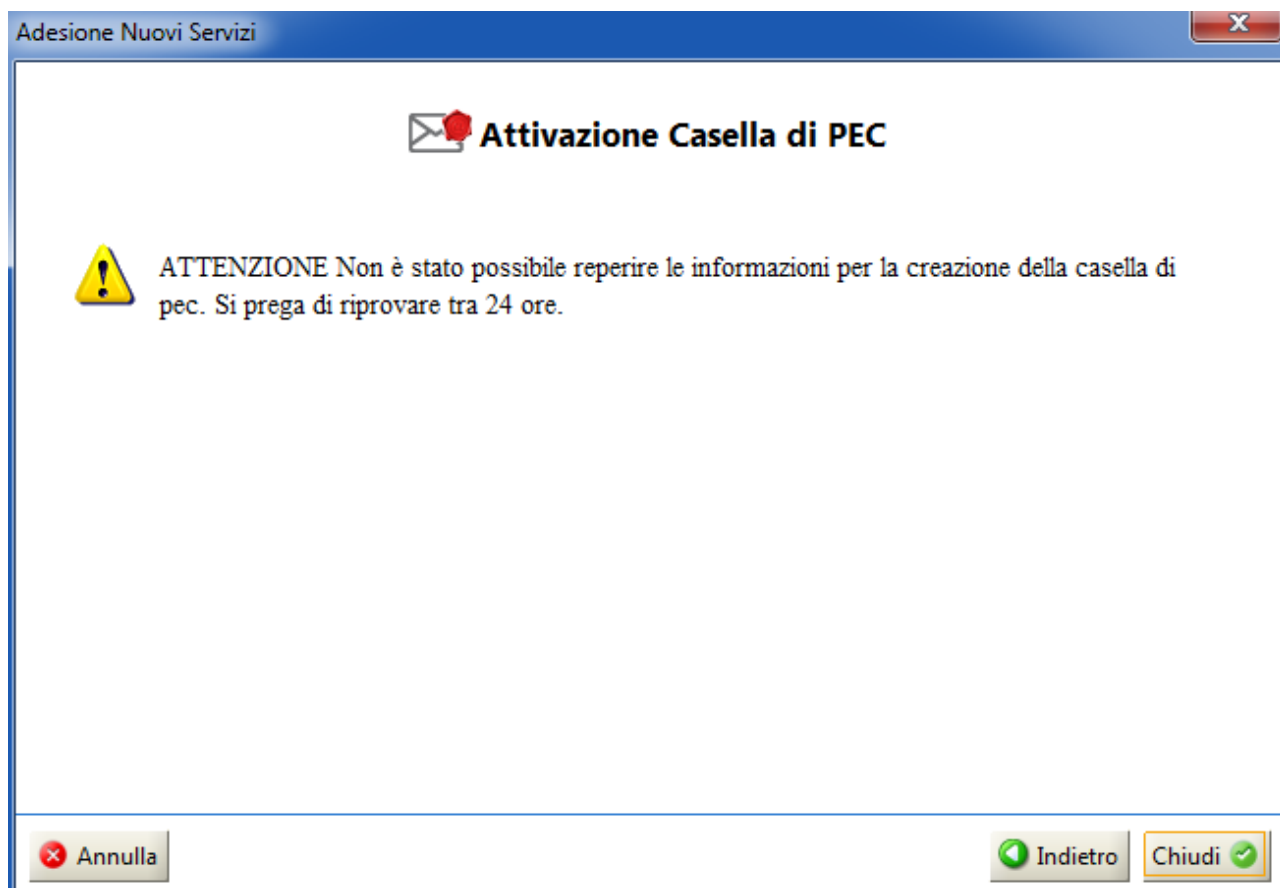 Adesione Nuovi Servizi
Attivazione Casella di PEC
ATTENZIONE Non è stato possibile reperire le informazioni per la creazione della casella di
pec. Si prega di riprovare tra 24 ore.
Annulla
Indietro
Chiudi